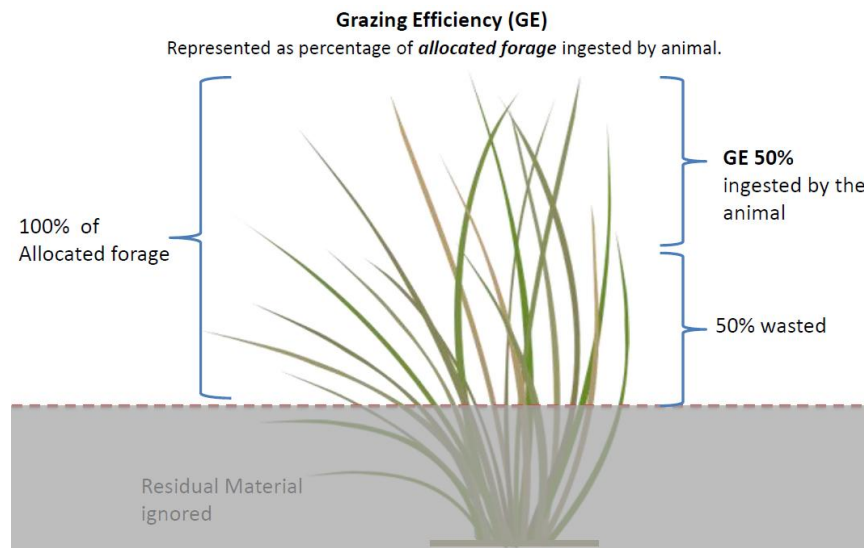 Grazing Efficiency (GE)
Represented as percentage of allocated forage ingested by animal.
100% of
Allocated forage
GE 50%
ingested by the
animal
50% wasted
Residual Material
ignored